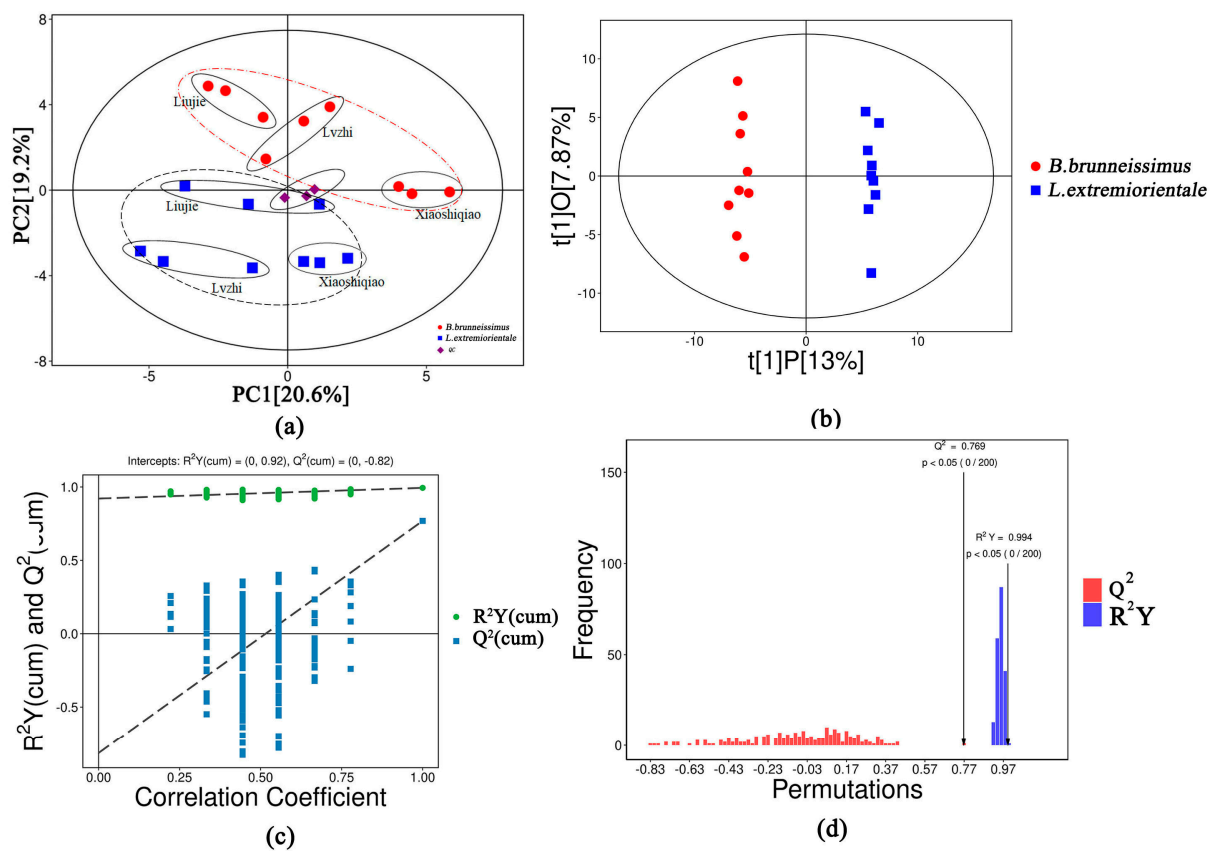 8
4
0
-4
-8
PC2[19.2%]
Liujie
Lvzhi
Xiaoshiqiao
Liujie
Lvzhi
Xiaoshiqiao
B.brunneissimus
L.extremiorientale
QC
-5
0
5
PC1[20.6%]
(a)
10
5
0
-5
-10
t[1]O[7.87%]
-10
0
10
t[1]P[13%]
B.brunneissimus
L.extremiorientale
(b)
Intercepts: R²Y(cum) = (0, 0.92), Q²(cum) = (0, -0.82)
1.0
0.5
0.0
-0.5
R²Y(cum) and Q²(cum)
0.00 0.25 0.50 0.75 1.00
Correlation Coefficient
R²Y(cum)
Q²(cum)
(c)
Q² = 0.769
p < 0.05 ( 0 / 200)
R² Y = 0.994
p < 0.05 ( 0 / 200)
150
100
50
0
Frequency
-0.83 -0.63 -0.43 -0.23 -0.03 0.17 0.37 0.57 0.77 0.97
Permutations
Q²
R²Y
(d)